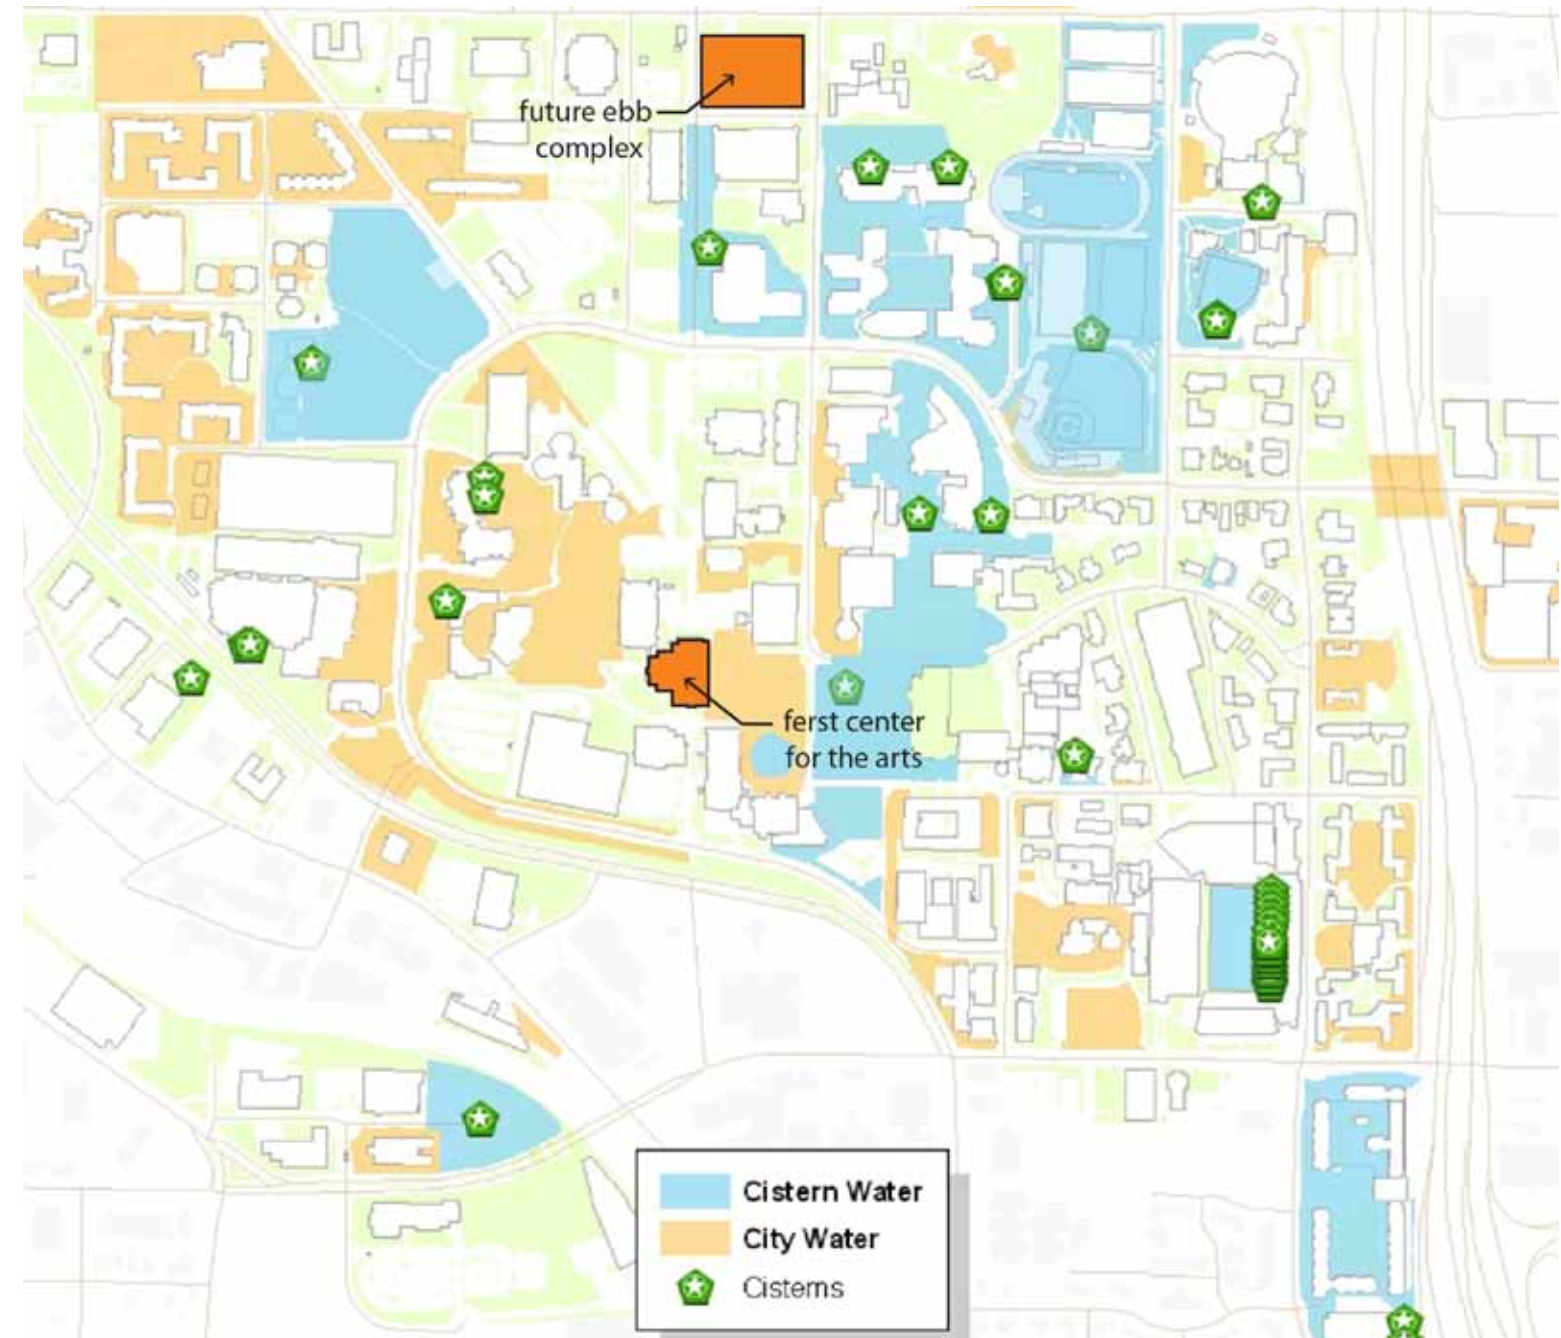 future ebb
complex
ferst center
for the arts
Cistern Water
City Water
Cisterns